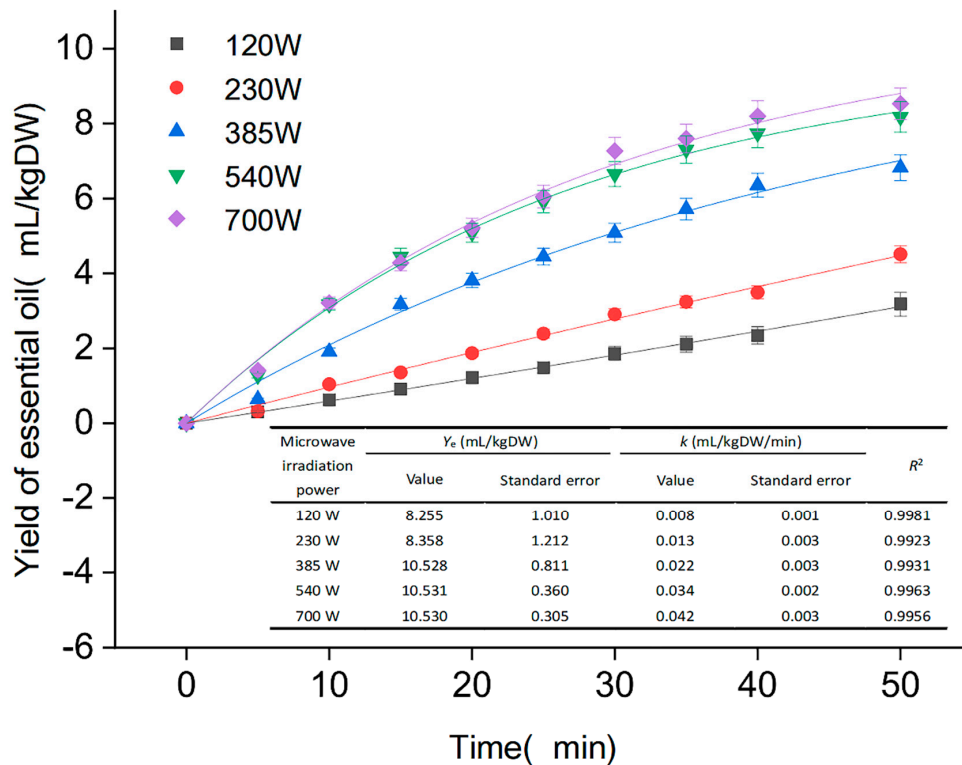 Yield of essential oil( mL/kgDW)
10
8
6
4
2
0
-2
-4
-6
120W
230W
385W
540W
700W
Microwave irradiation power Yₑ (mL/kgDW) k (mL/kgDW/min) R²
Value Standard error Value Standard error
120 W 8.255 1.010 0.008 0.001 0.9981
230 W 8.358 1.212 0.013 0.003 0.9923
385 W 10.528 0.811 0.022 0.003 0.9931
540 W 10.531 0.360 0.034 0.002 0.9963
700 W 10.530 0.305 0.042 0.003 0.9956
0 10 20 30 40 50
Time( min)